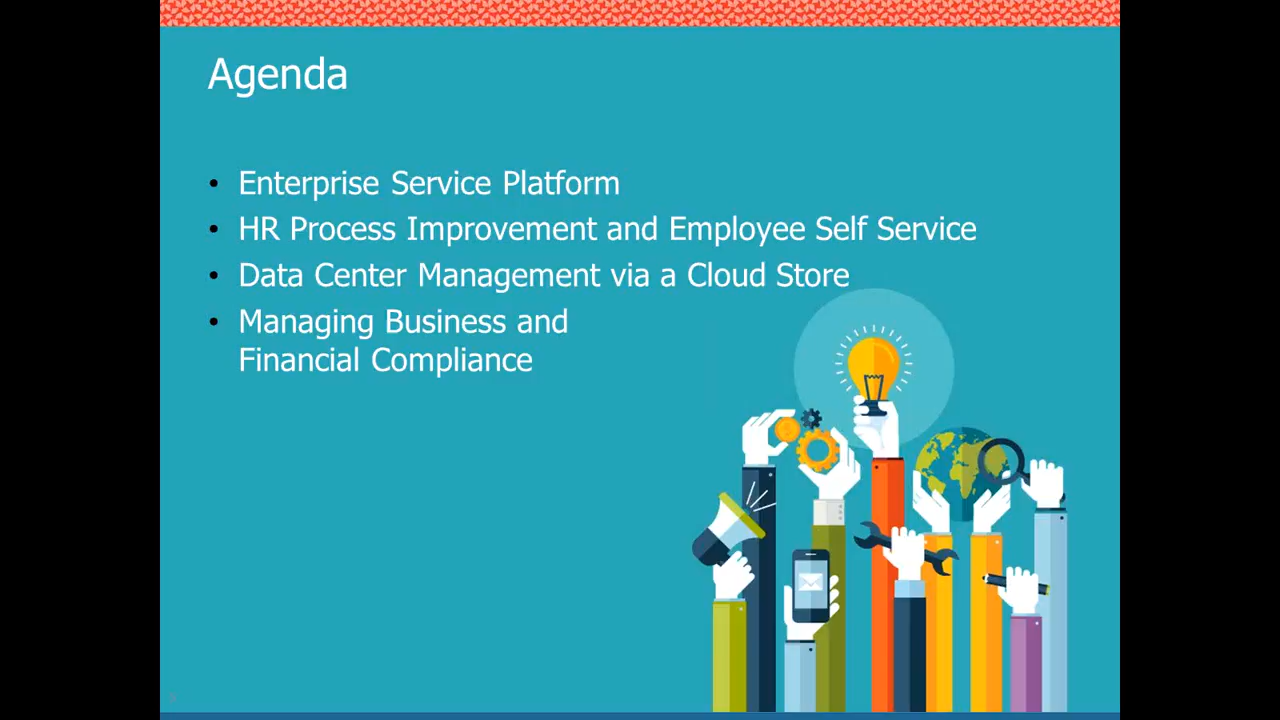 Agenda
• Enterprise Service Platform
• HR Process Improvement and Employee Self Service
• Data Center Management via a Cloud Store
• Managing Business and
Financial Compliance